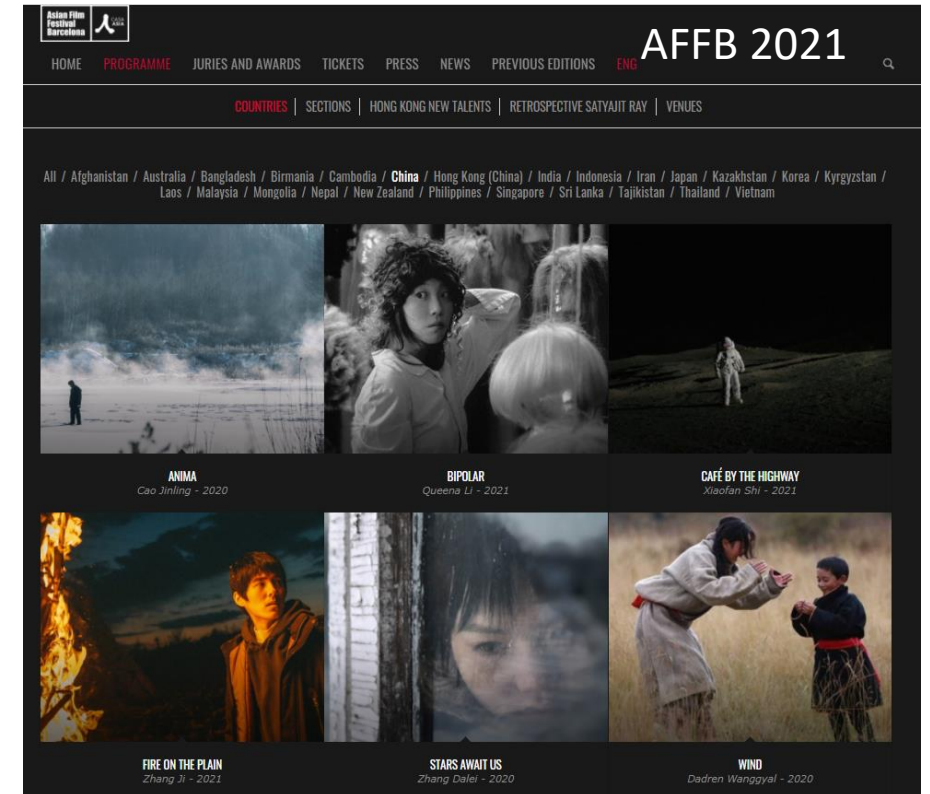 Asian Film
Festival
Barcelona
CASA
ASIA
AFFB 2021
HOME PROGRAMME JURIES AND AWARDS TICKETS PRESS NEWS PREVIOUS EDITIONS ENG
COUNTRIES | SECTIONS | HONG KONG NEW TALENTS | RETROSPECTIVE SATYAJIT RAY | VENUES
All / Afghanistan / Australia / Bangladesh / Birmania / Cambodia / China / Hong Kong (China) / India / Indonesia / Iran / Japan / Kazakhstan / Korea / Kyrgyzstan /
Laos / Malaysia / Mongolia / Nepal / New Zealand / Philippines / Singapore / Sri Lanka / Tajikistan / Thailand / Vietnam
ANIMA
Cao Jinling - 2020
BIPOLAR
Queena Li - 2021
CAFÉ BY THE HIGHWAY
Xiaofan Shi - 2021
FIRE ON THE PLAIN
Zhang Ji - 2021
STARS AWAIT US
Zhang Dalei - 2020
WIND
Dadren Wanggyal - 2020